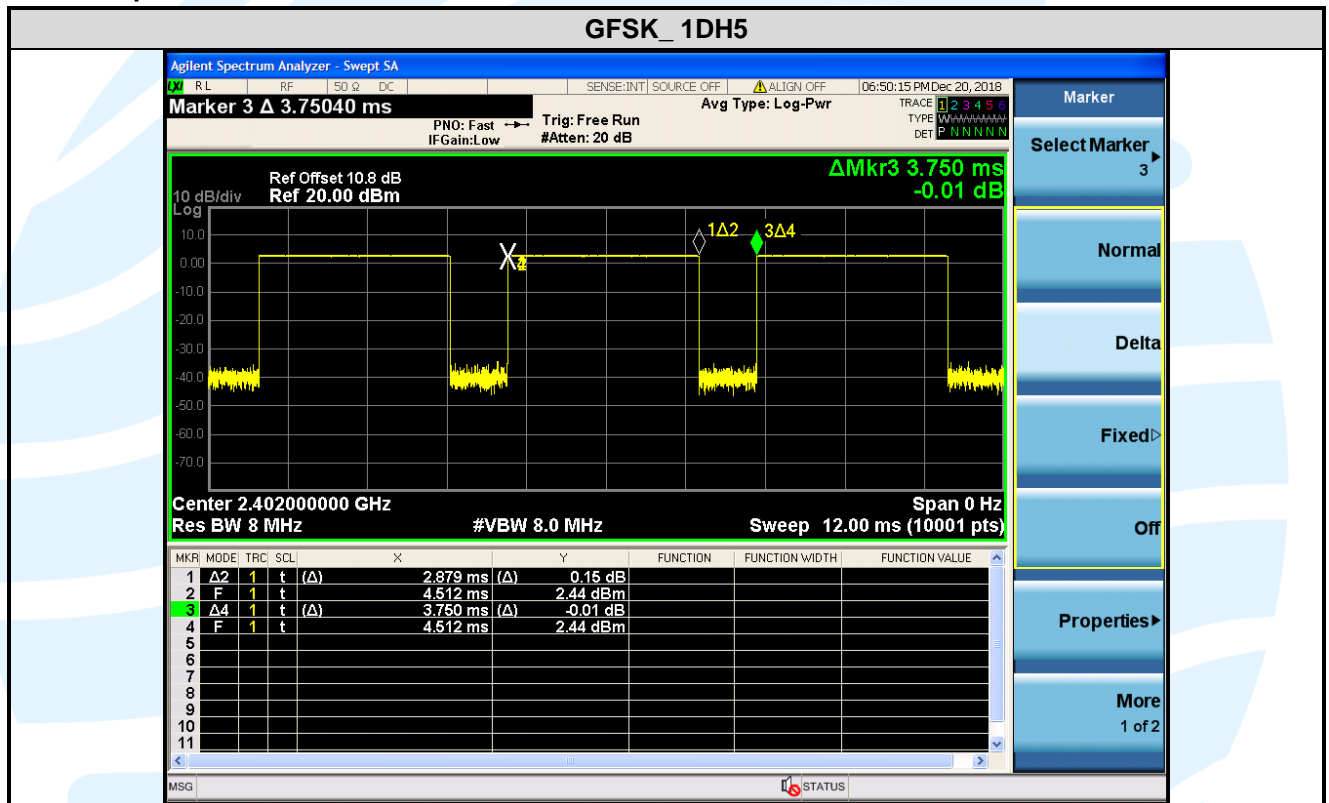 GFSK_ 1DH5
Agilent Spectrum Analyzer - Swept SA
LXI RL RF 50 Ω DC SENSE:INT SOURCE OFF ALIGN OFF 06:50:15 PM Dec 20, 2018
Marker 3 Δ 3.75040 ms
Avg Type: Log-Pwr
TRACE 1 2 3 4 5 6
TYPE
DET P N N N N N
PNO: Fast
IFGain:Low
Trig: Free Run
#Atten: 20 dB
ΔMkr3 3.750 ms
-0.01 dB
10 dB/div
Log
Ref Offset 10.8 dB
Ref 20.00 dBm
10.0
0.00
-10.0
-20.0
-30.0
-40.0
-50.0
-60.0
-70.0
1Δ2
3Δ4
Center 2.402000000 GHz Span 0 Hz
Res BW 8 MHz #VBW 8.0 MHz Sweep 12.00 ms (10001 pts)
MKR MODE TRC SCL X Y FUNCTION FUNCTION WIDTH FUNCTION VALUE
1 Δ2 1 t (Δ) 2.879 ms (Δ) 0.15 dB
2 F 1 t 4.512 ms 2.44 dBm
3 Δ4 1 t (Δ) 3.750 ms (Δ) -0.01 dB
4 F 1 t 4.512 ms 2.44 dBm
5
6
7
8
9
10
11
MSG STATUS
Marker
Select Marker
3
Normal
Delta
Fixed
Off
Properties
More
1 of 2